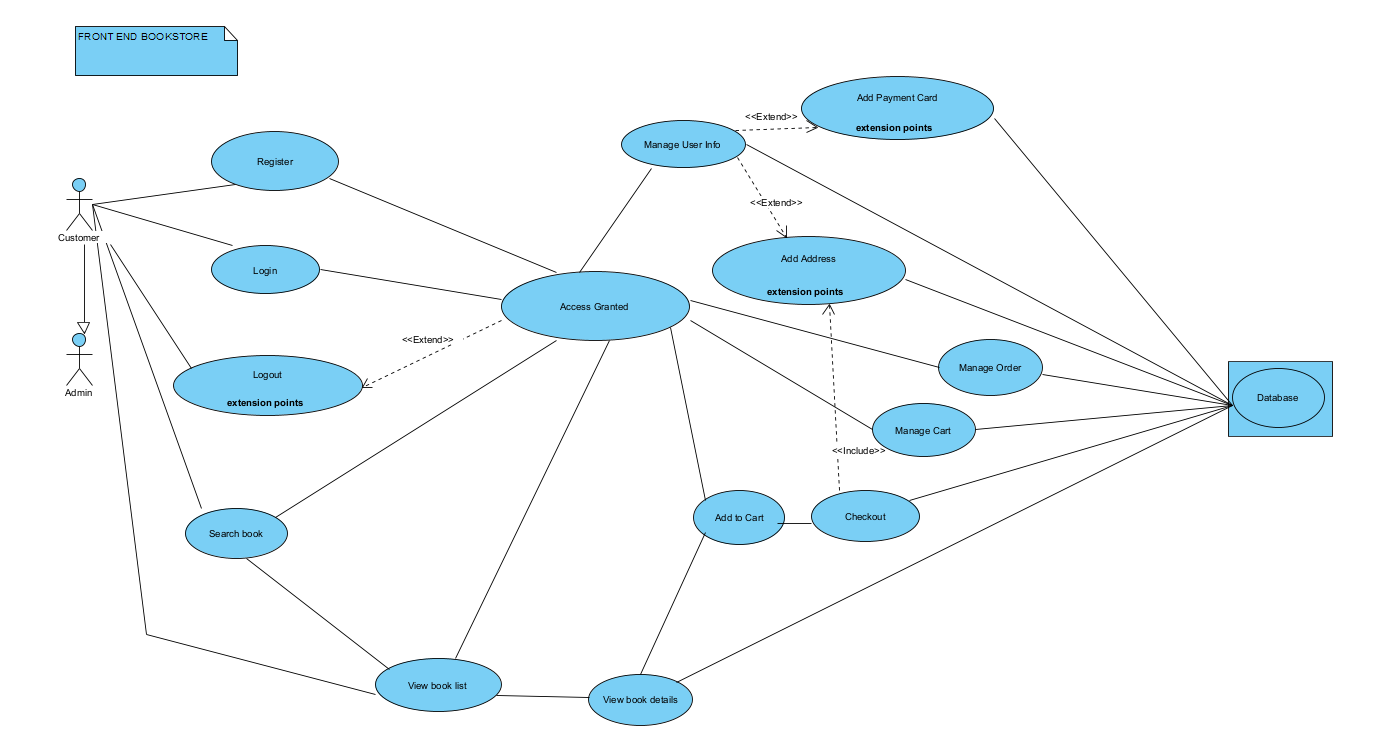 FRONT END BOOKSTORE
Add Payment Card
extension points
<<Extend>>
Manage User Info
Register
<<Extend>>
Customer
Add Address
extension points
Login
Access Granted
<<Extend>>
Logout
extension points
Admin
Manage Order
Database
Manage Cart
<<Include>>
Add to Cart
Checkout
Search book
View book list
View book details